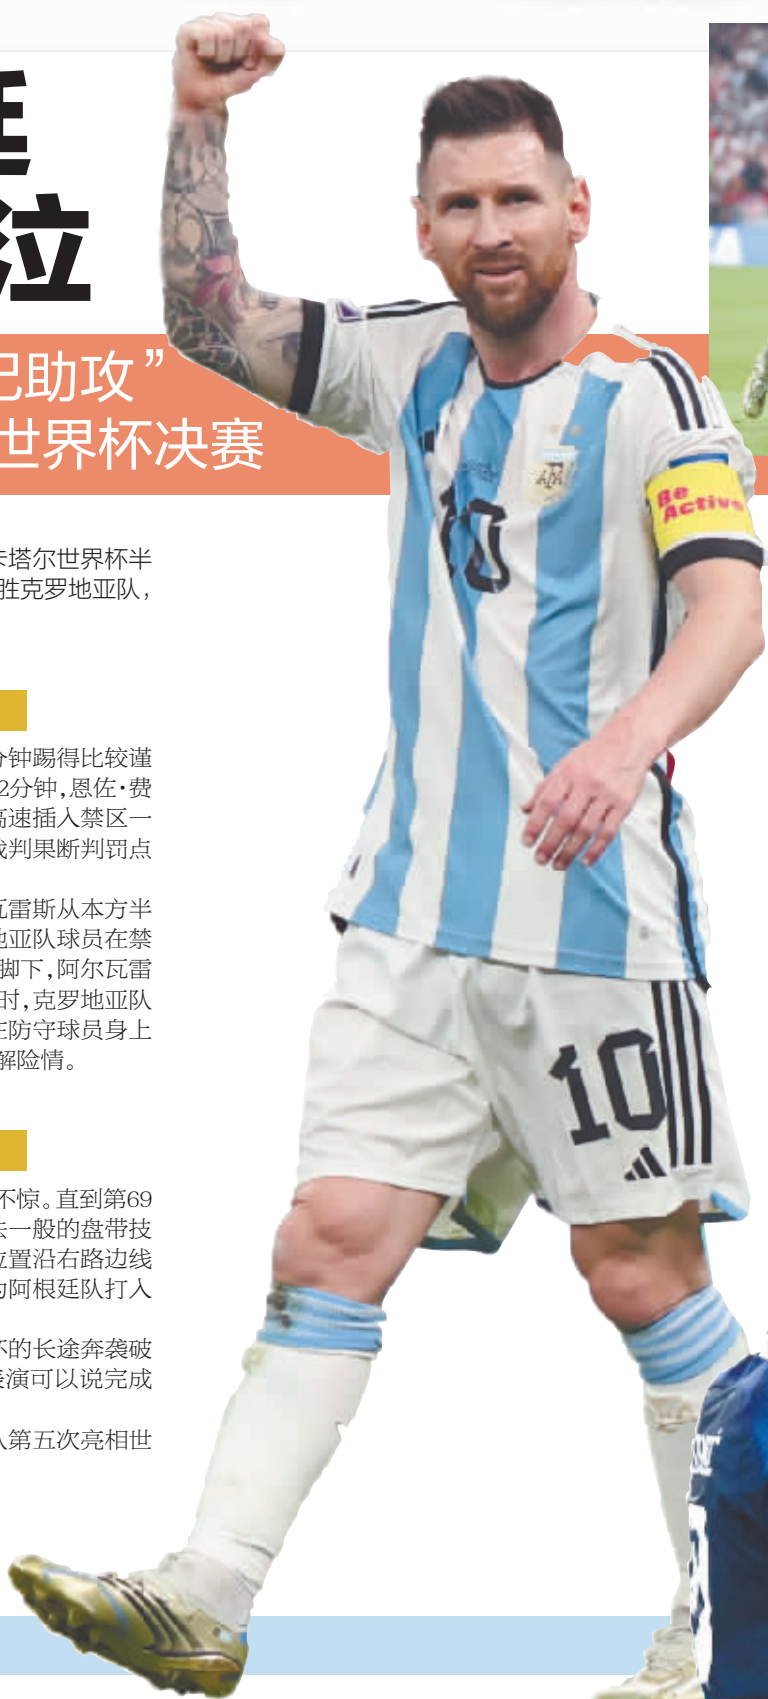 廷
泣
纪助攻”
世界杯决赛
卡塔尔世界杯半
胜克罗地亚队，
分钟踢得比较谨
2分钟，恩佐·费
高速插入禁区一
裁判果断判罚点
瓦雷斯从本方半
地亚队球员在禁
脚下，阿尔瓦雷
时，克罗地亚队
在防守球员身上
解险情。
不惊。直到第69
法一般的盘带技
位置沿右路边线
为阿根廷队打入
杯的长途奔袭破
表演可以说完成
人第五次亮相世
10
AFA
Be
Active
10